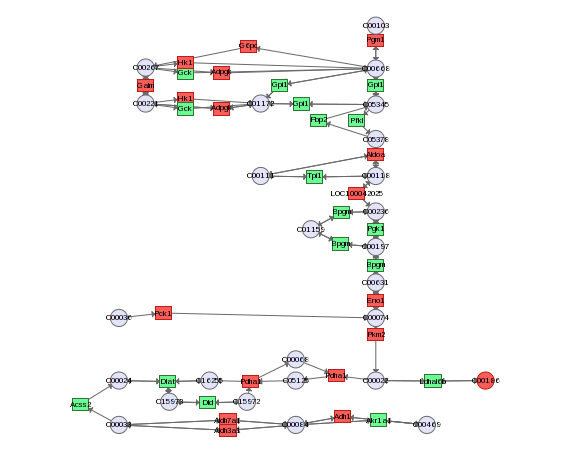 C00103
Pgm1
G6pc
C00267
Hk1
Gck
Adpgk
C00668
Galm
Gpi1
Gpi1
C00221
Hk1
Gck
Adpgk
C01172
Gpi1
C05345
Fbp2
Pfkl
C05378
Aldoa
C00111
Tpi1
C00118
LOC100042025
Bpgm
C00236
C01159
Pgk1
Bpgm
C00197
Bpgm
C00631
Eno1
C00036
Pck1
C00074
Pkm2
C00068
C00024
Dlat
C16255
Pdha1
C05125
Pdha1
C00022
C00186
Acss2
C15973
Dld
C15972
C00033
Adh7a1
Adh3a1
C00084
Adh1
Akr1a4
C00469